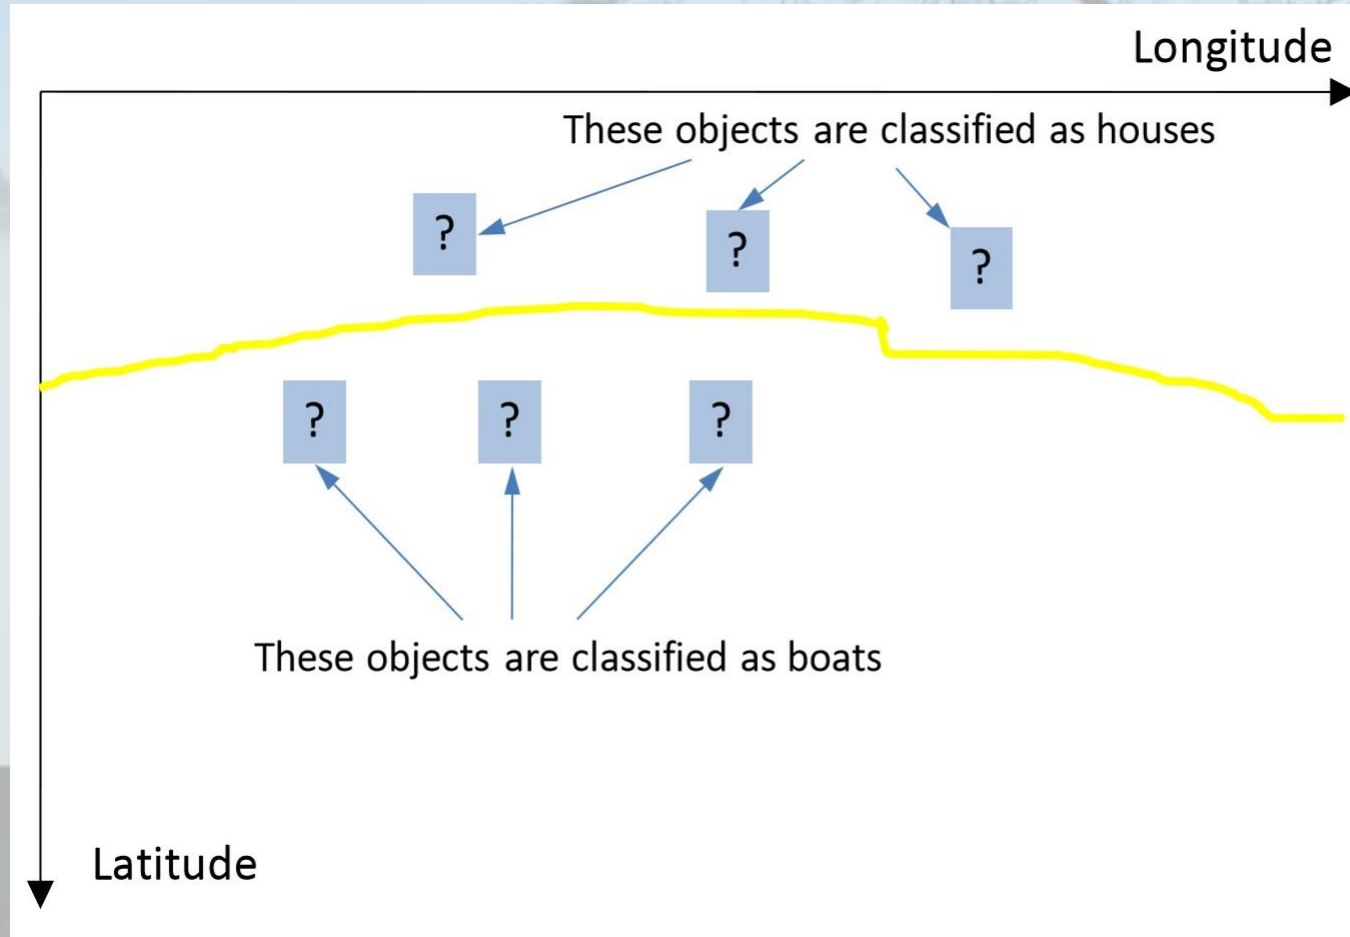 Longitude
These objects are classified as houses
?
?
?
?
?
?
These objects are classified as boats
Latitude